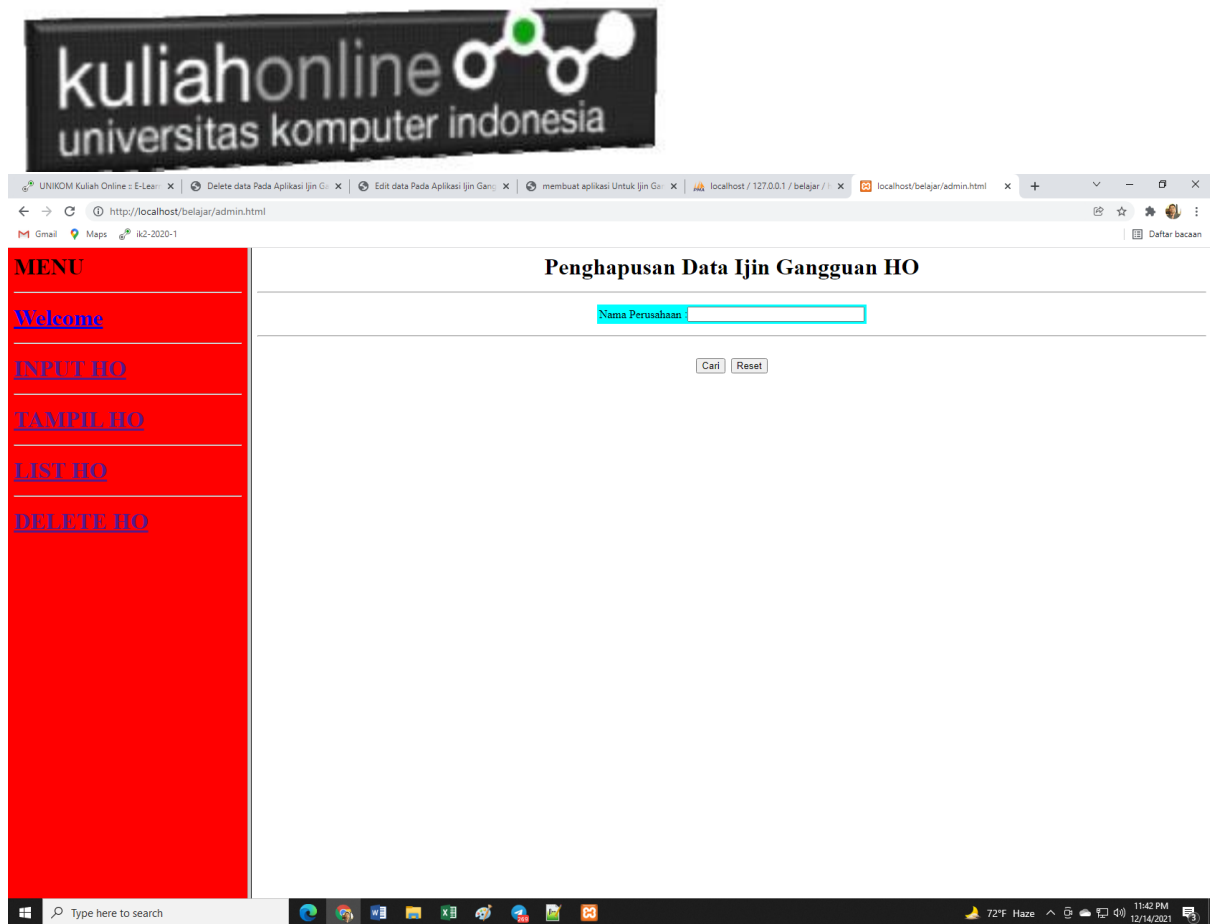 kuliahonline
universitas komputer indonesia
UNIKOM Kuliah Online :: E-Lear
Delete data Pada Aplikasi Ijin Ga
Edit data Pada Aplikasi Ijin Gang
membuat aplikasi Untuk Ijin Ga
localhost / 127.0.0.1 / belajar /
localhost/belajar/admin.html
http://localhost/belajar/admin.html
Gmail Maps ik2-2020-1 Daftar bacaan
MENU
Welcome
INPUT HO
TAMPIL HO
LIST HO
DELETE HO
Penghapusan Data Ijin Gangguan HO
Nama Perusahaan :
Cari Reset
Type here to search
269
72°F Haze
11:42 PM
12/14/2021
3